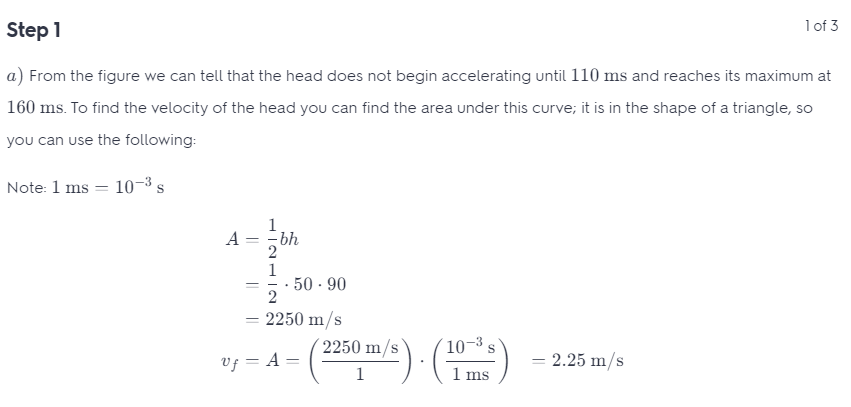 Step 1
1 of 3
a) From the figure we can tell that the head does not begin accelerating until 110 ms and reaches its maximum at
160 ms. To find the velocity of the head you can find the area under this curve; it is in the shape of a triangle, so
you can use the following:
Note: 1 ms = 10⁻³ s
A = 1/2 bh
= 1/2 · 50 · 90
= 2250 m/s
v_f = A = (2250 m/s / 1) · (10⁻³ s / 1 ms) = 2.25 m/s